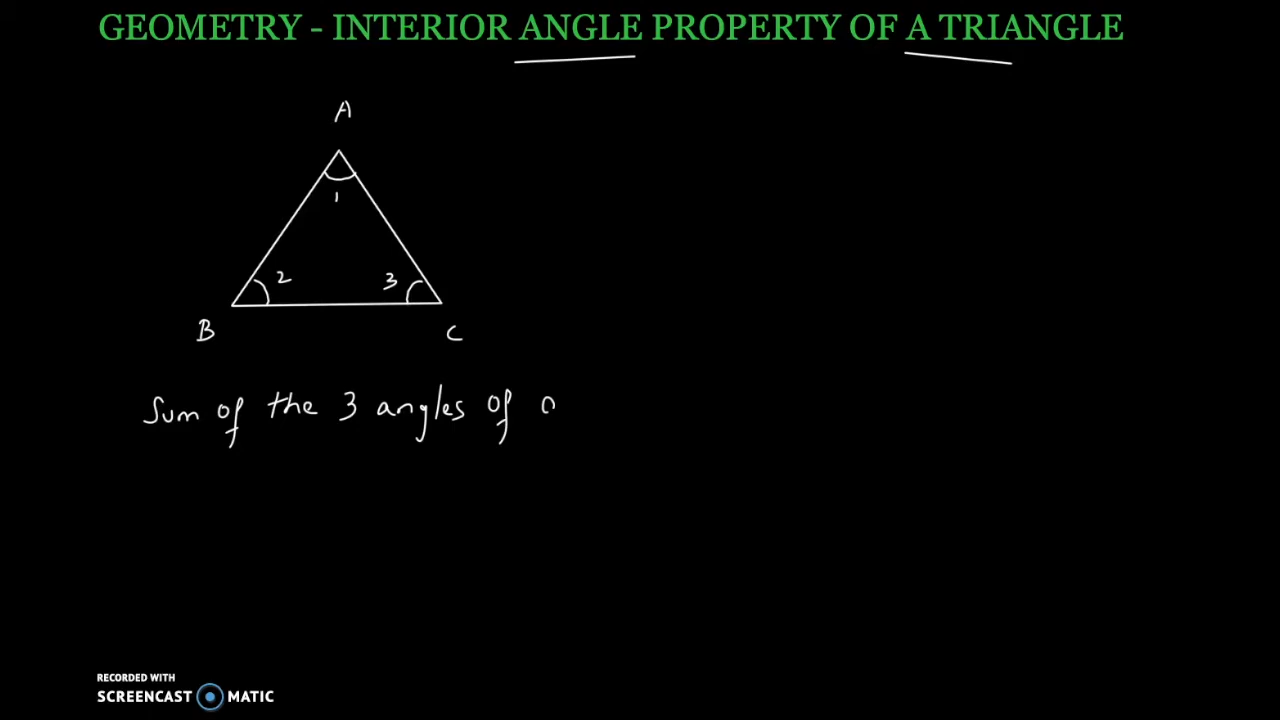 GEOMETRY - INTERIOR ANGLE PROPERTY OF A TRIANGLE
A
1
2 3
B C
Sum of the 3 angles of a
RECORDED WITH
SCREENCAST MATIC